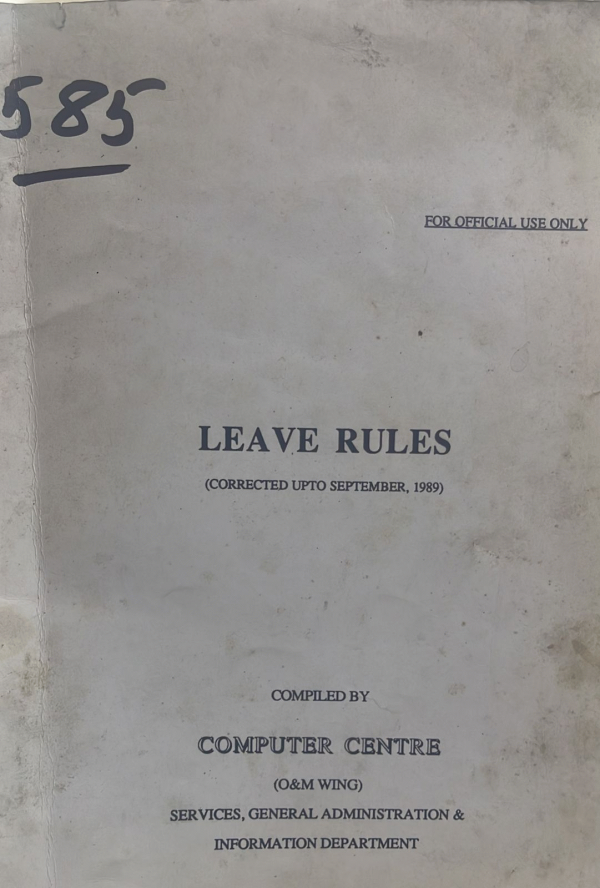 585
FOR OFFICIAL USE ONLY
LEAVE RULES
(CORRECTED UPTO SEPTEMBER, 1989)
COMPILED BY
COMPUTER CENTRE
(O&M WING)
SERVICES, GENERAL ADMINISTRATION &
INFORMATION DEPARTMENT